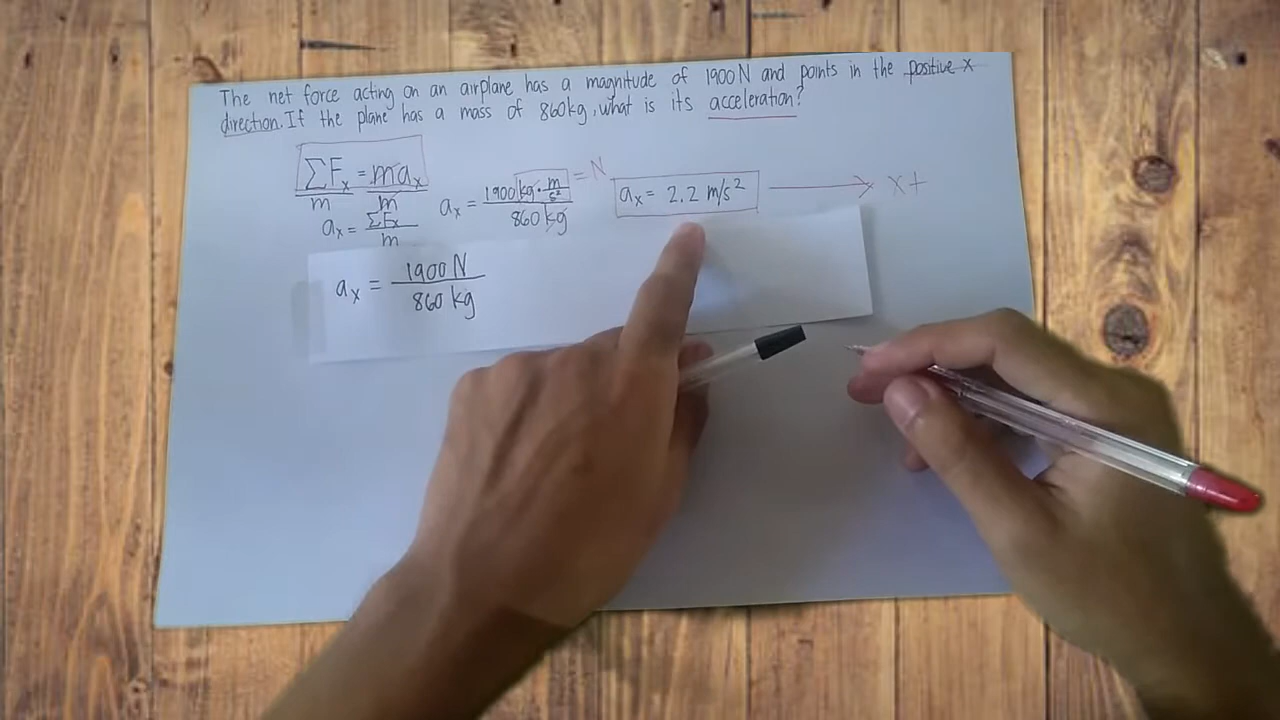 The net force acting on an airplane has a magnitude of 1900 N and points in the positive x
direction. If the plane has a mass of 860kg, what is its acceleration?
ΣFₓ = maₓ
m m
aₓ = ΣFₓ / m
aₓ = 1900 kg · m/s² / 860 kg = N
aₓ = 2.2 m/s²
x+
aₓ = 1900 N / 860 kg